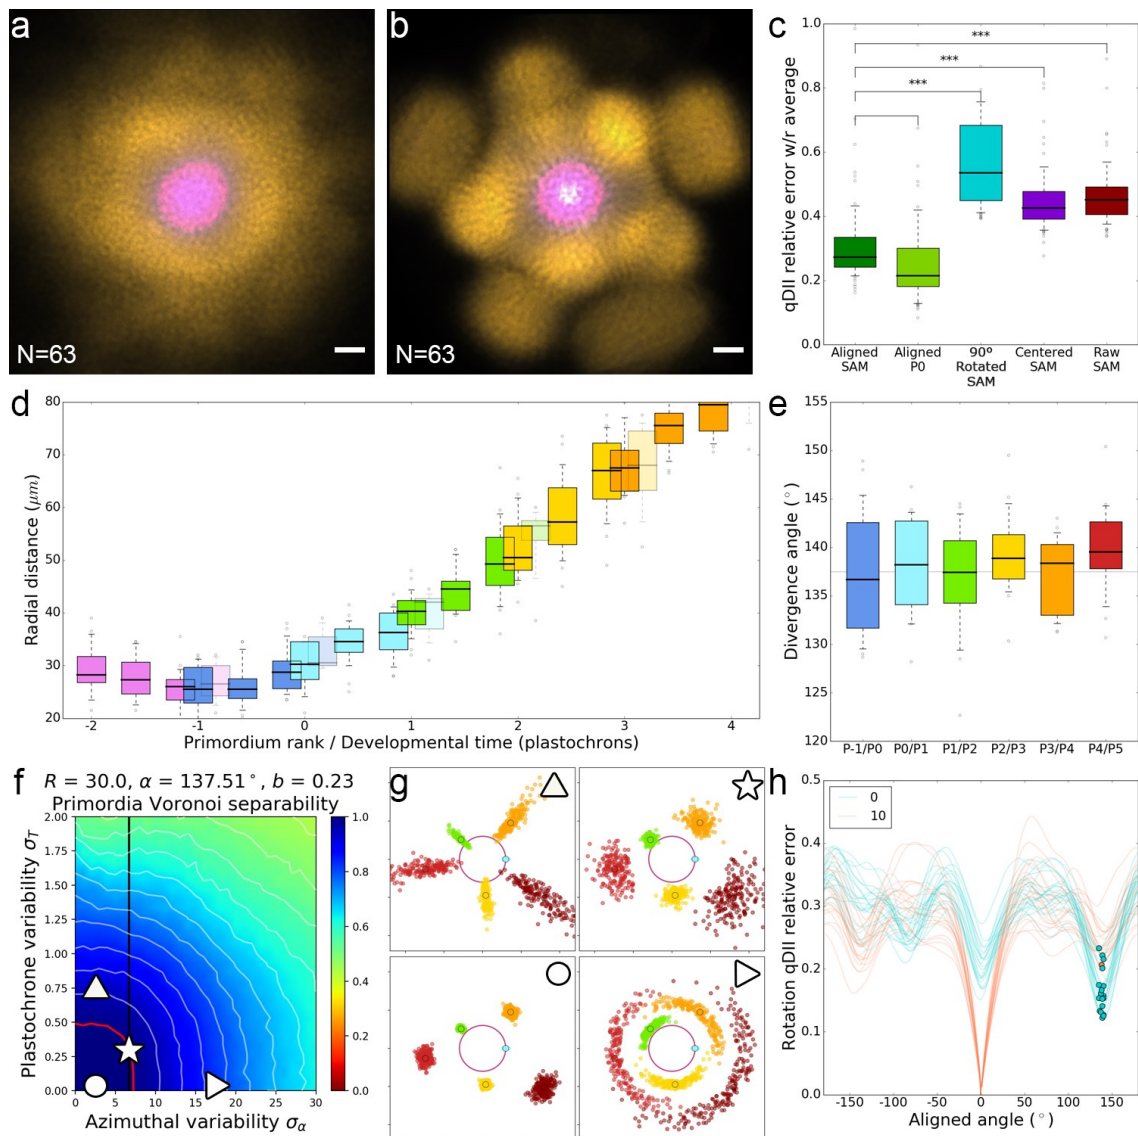 a
N=63
b
N=63
c
qDII relative error w/r average
1.0
0.8
0.6
0.4
0.2
0.0
***
***
***
Aligned SAM
Aligned P0
90º Rotated SAM
Centered SAM
Raw SAM
d
Radial distance (μm)
80
70
60
50
40
30
20
-2 -1 0 1 2 3 4
Primordium rank / Developmental time (plastochrons)
e
Divergence angle (°)
155
150
145
140
135
130
125
120
P-1/P0 P0/P1 P1/P2 P2/P3 P3/P4 P4/P5
f
R = 30.0, α = 137.51°, b = 0.23
Primordia Voronoi separability
Plastochrone variability σT
2.00
1.75
1.50
1.25
1.00
0.75
0.50
0.25
0.00
0 5 10 15 20 25 30
Azimuthal variability σα
1.0
0.8
0.6
0.4
0.2
0.0
g
h
Rotation qDII relative error
0.5
0.4
0.3
0.2
0.1
0.0
0
10
-150 -100 -50 0 50 100 150
Aligned angle (°)